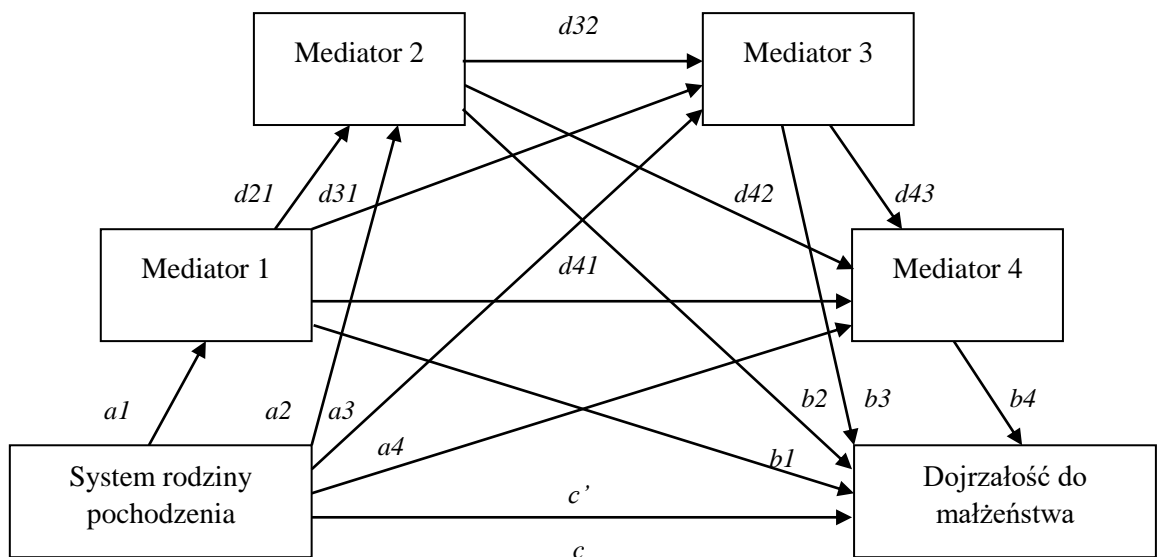 d32
Mediator 2
Mediator 3
d21
d31
d42
d43
Mediator 1
d41
Mediator 4
a1
a2
a3
a4
b1
b2
b3
b4
System rodziny
pochodzenia
c’
c
Dojrzałość do
małżeństwa